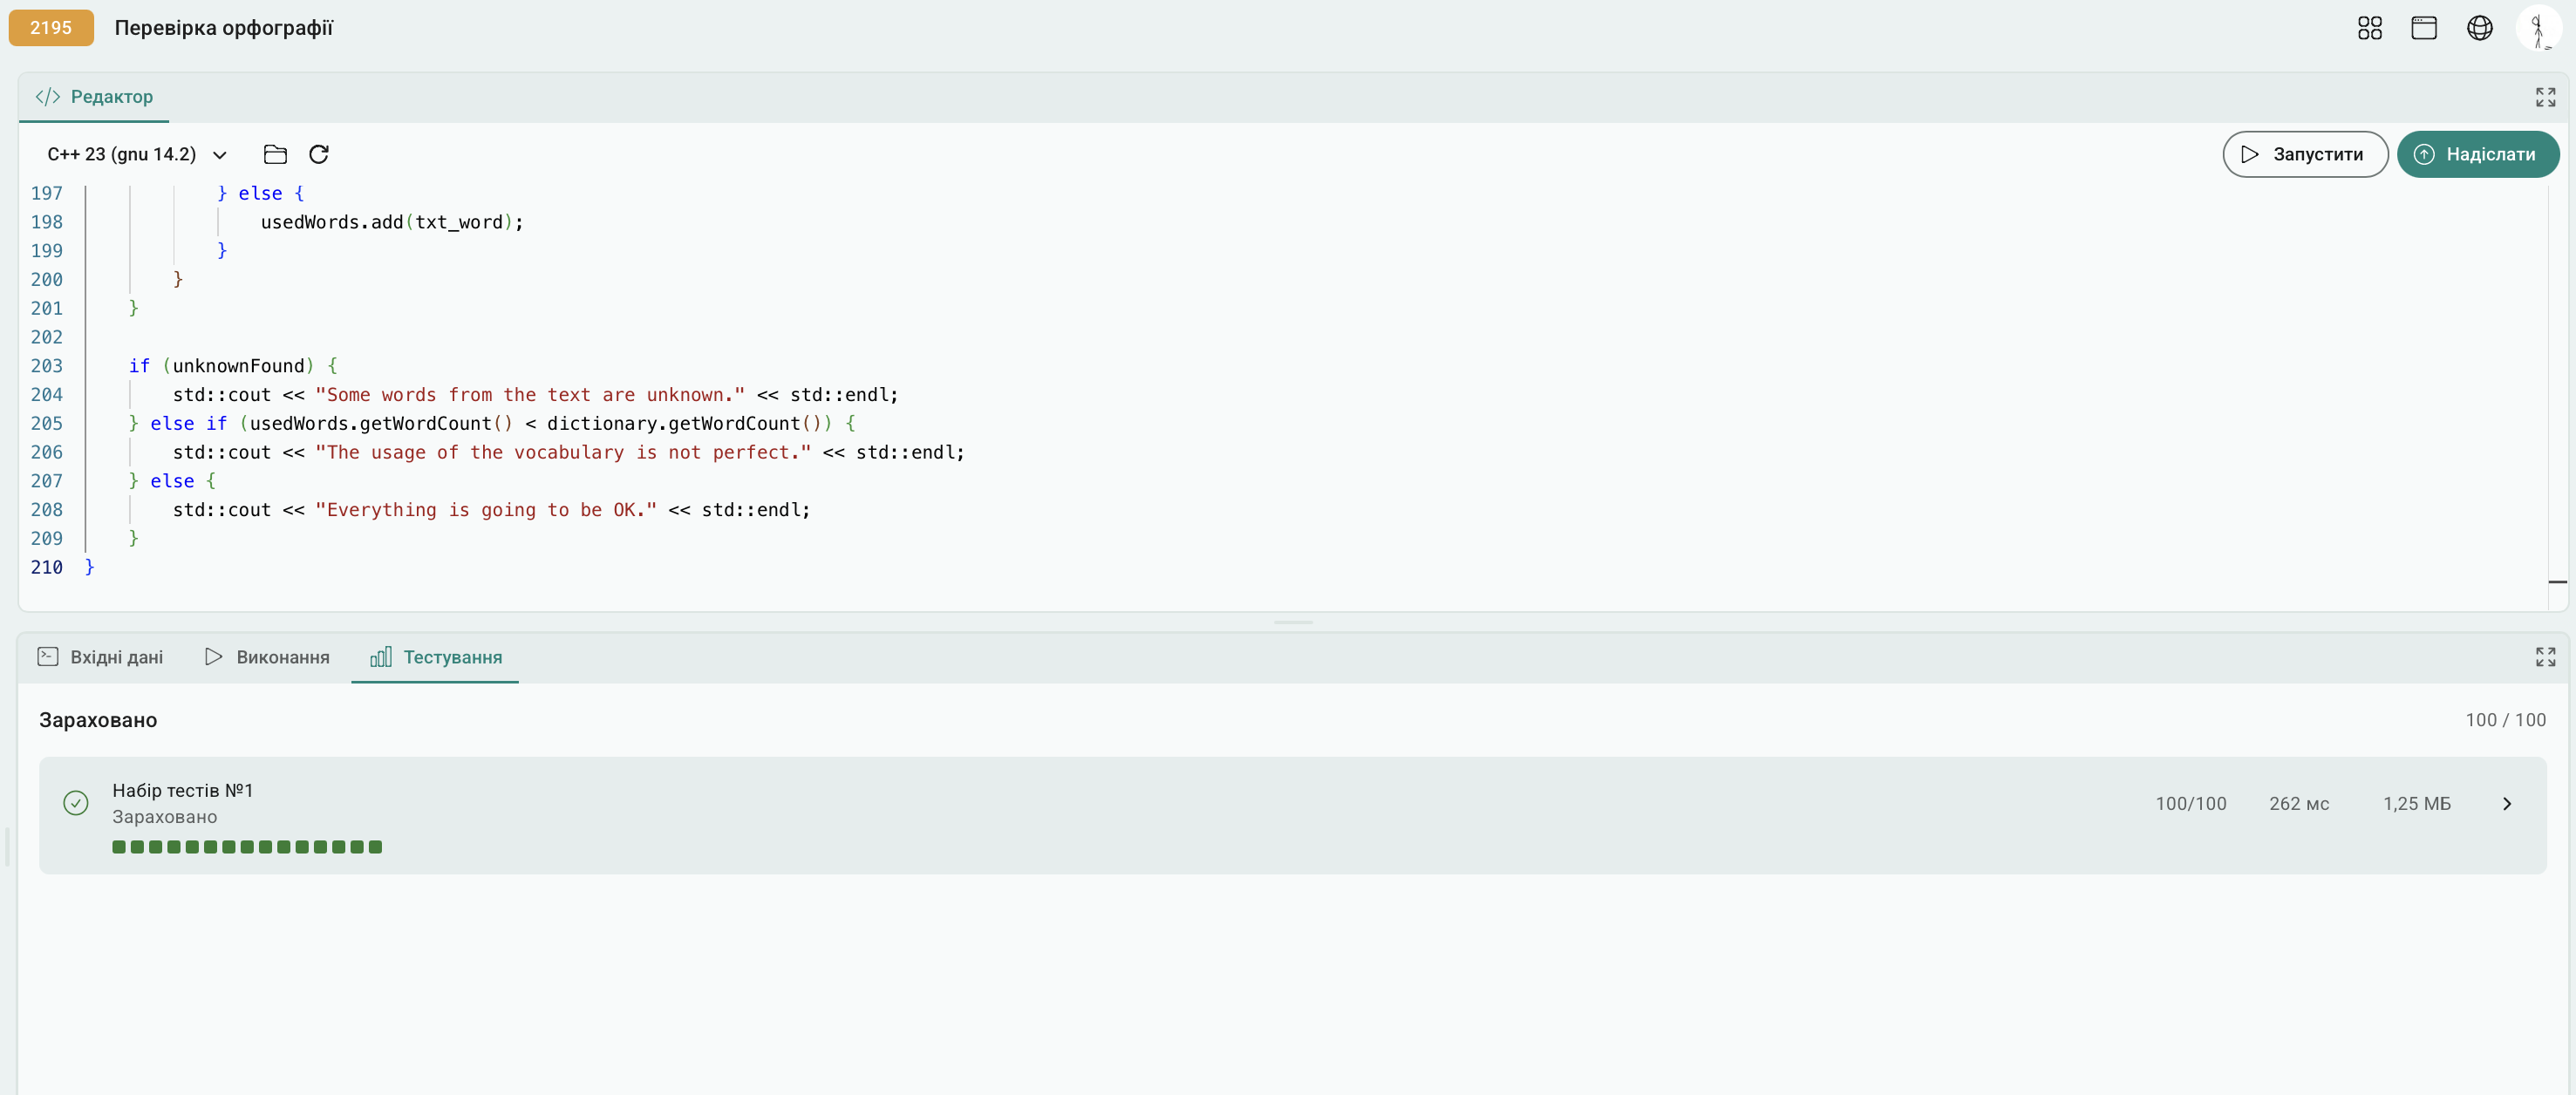 2195 Перевірка орфографії
Редактор
C++ 23 (gnu 14.2) Запустити Надіслати
197 } else {
198 usedWords.add(txt_word);
199 }
200 }
201 }
202
203 if (unknownFound) {
204 std::cout << "Some words from the text are unknown." << std::endl;
205 } else if (usedWords.getWordCount() < dictionary.getWordCount()) {
206 std::cout << "The usage of the vocabulary is not perfect." << std::endl;
207 } else {
208 std::cout << "Everything is going to be OK." << std::endl;
209 }
210 }
Вхідні дані Виконання Тестування
Зараховано 100 / 100
Набір тестів №1
Зараховано
100/100 262 мс 1,25 МБ